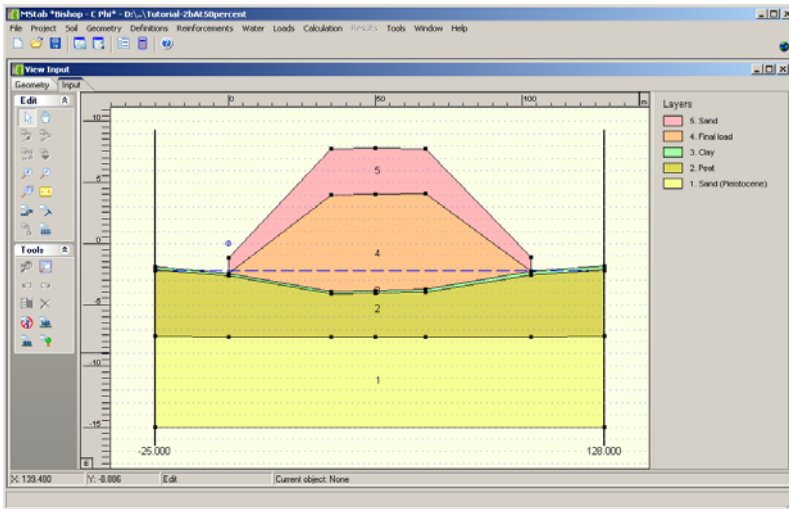 MStab *Bishop - C Phi* - D:\..\Tutorial-2bAt50percent
File Project Soil Geometry Definitions Reinforcements Water Loads Calculation Results Tools Window Help
View Input
Geometry Input
Edit
0 50 100 m
10
5
0
-5
-10
-15
5
4
3
2
1
Tools
-25.000 128.000
Layers
5. Sand
4. Final load
3. Clay
2. Peat
1. Sand (Pleistocene)
X: 139.400 Y: -8.006 Edit Current object: None